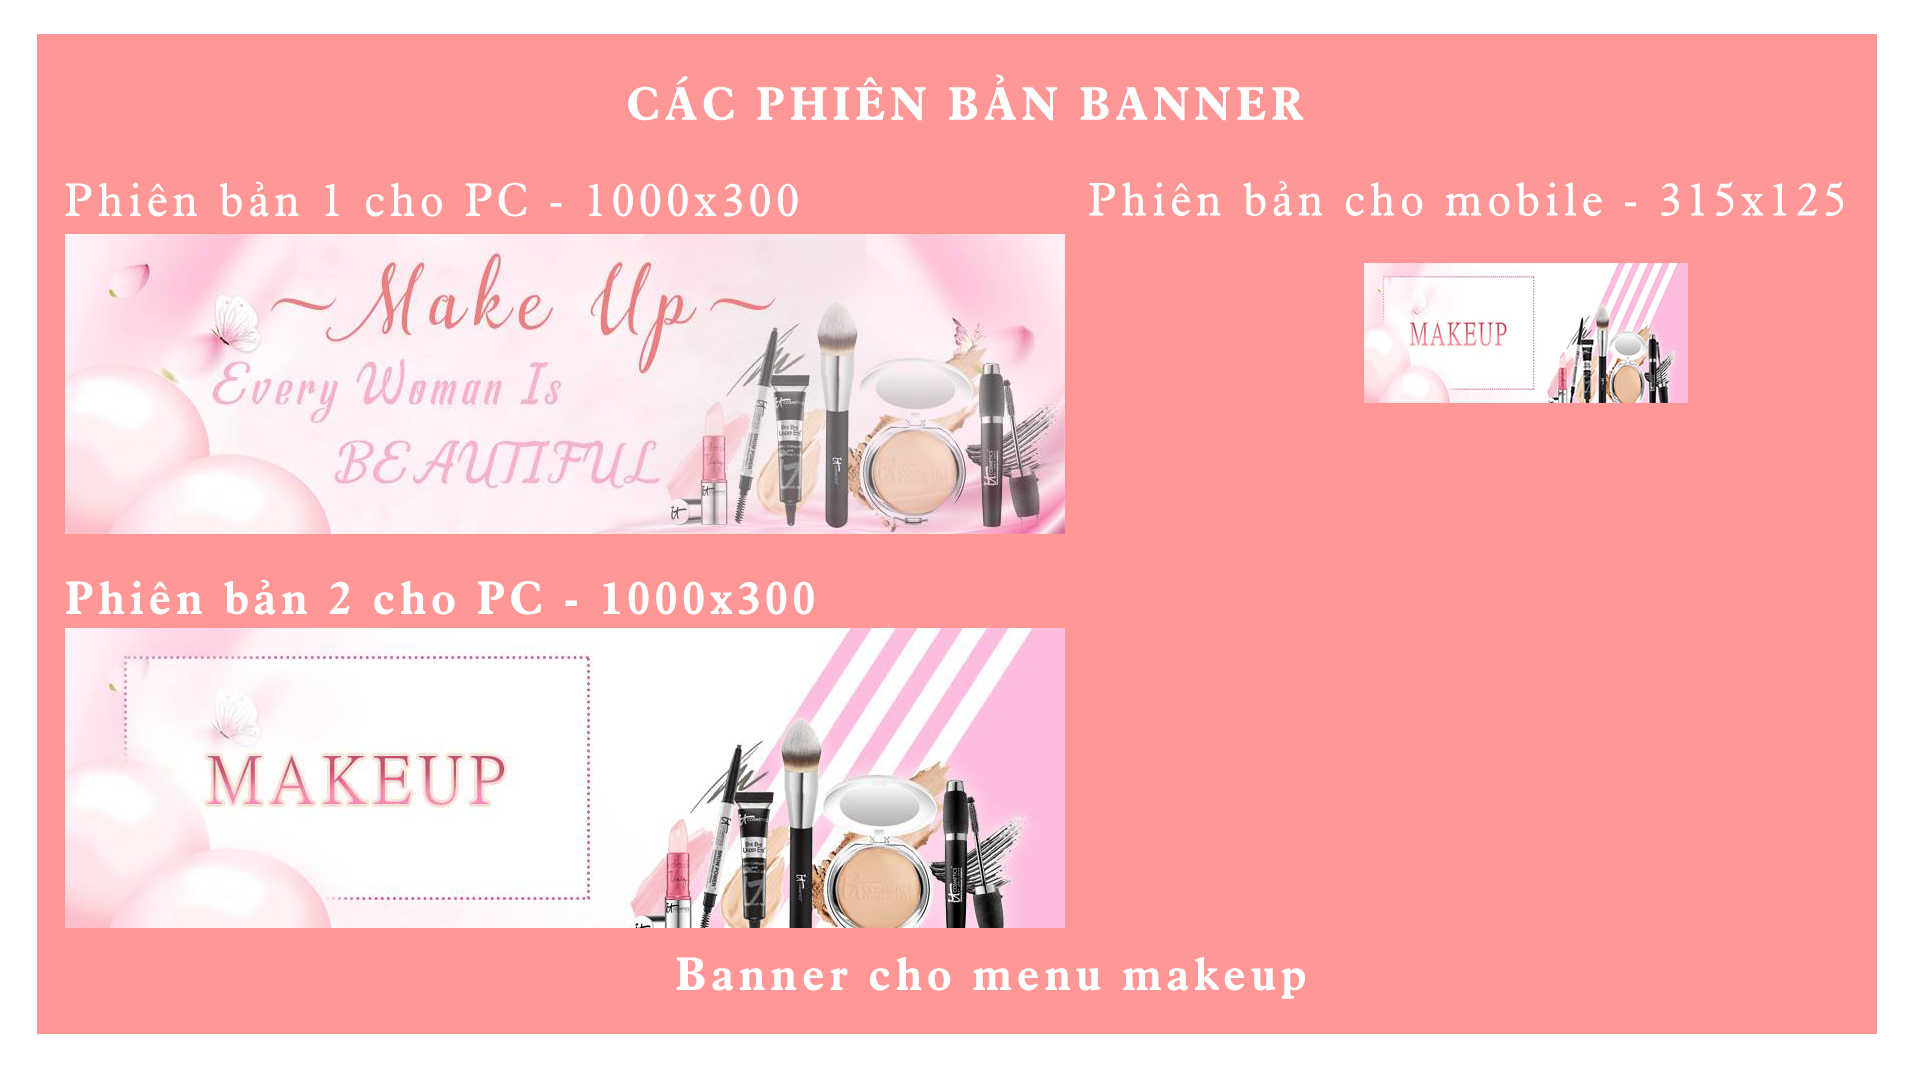 CÁC PHIÊN BẢN BANNER
Phiên bản 1 cho PC - 1000x300
~Make Up~
Every Woman Is
BEAUTIFUL
Phiên bản cho mobile - 315x125
MAKEUP
Phiên bản 2 cho PC - 1000x300
MAKEUP
Banner cho menu makeup